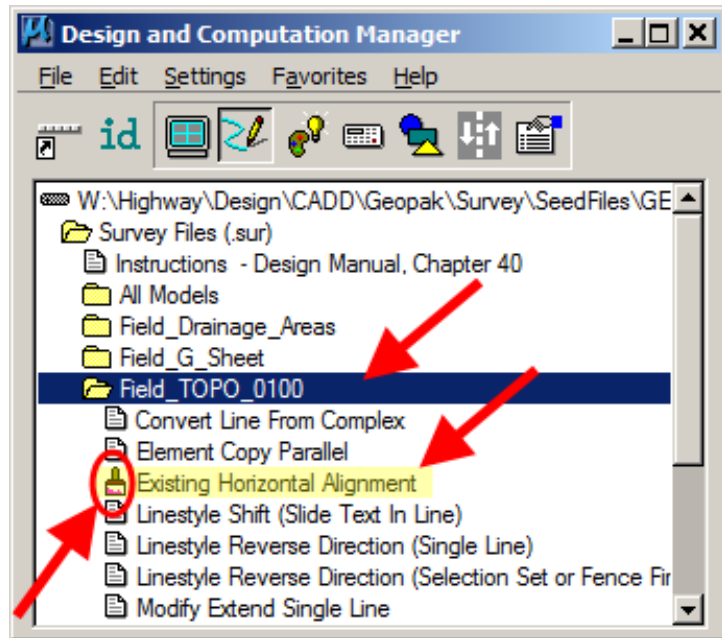 Design and Computation Manager
File Edit Settings Favorites Help
id
W:\Highway\Design\CADD\Geopak\Survey\SeedFiles\GE
Survey Files (.sur)
Instructions - Design Manual, Chapter 40
All Models
Field_Drainage_Areas
Field_G_Sheet
Field_TOPO_0100
Convert Line From Complex
Element Copy Parallel
Existing Horizontal Alignment
Linestyle Shift (Slide Text In Line)
Linestyle Reverse Direction (Single Line)
Linestyle Reverse Direction (Selection Set or Fence Fir
Modify Extend Single Line